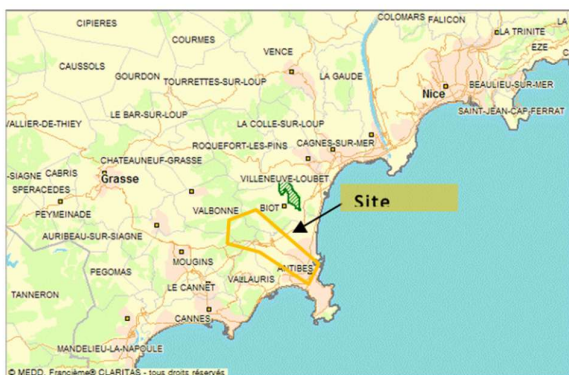 CIPIERES
COLOMARS
FALICON
COURMES
LA TRINITE
EZE
VENCE
CAUSSOLS
GOURDON
TOURRETTES-SUR-LOUP
LA GAUDE
BEAULIEU-SUR-MER
Nice
SAINT-JEAN-CAP-FERRAT
VALLIER-DE-THIEY
LE BAR-SUR-LOUP
LA COLLE-SUR-LOUP
ROQUEFORT-LES-PINS
CAGNES-SUR-MER
CHATEAUNEUF-GRASSE
-SIAGNE
CABRIS
Grasse
VILLENEUVE-LOUBET
SPERACEDES
PEYMEINADE
VALBONNE
BIOT
Site
AURIBEAU-SUR-SIAGNE
MOUGINS
ANTIBES
PEGOMAS
VALLAURIS
TANNERON
LE CANNET
CANNES
MANDELIEU-LA-NAPOULE
© MEDD, Francième® CLARITAS - tous droits réservés